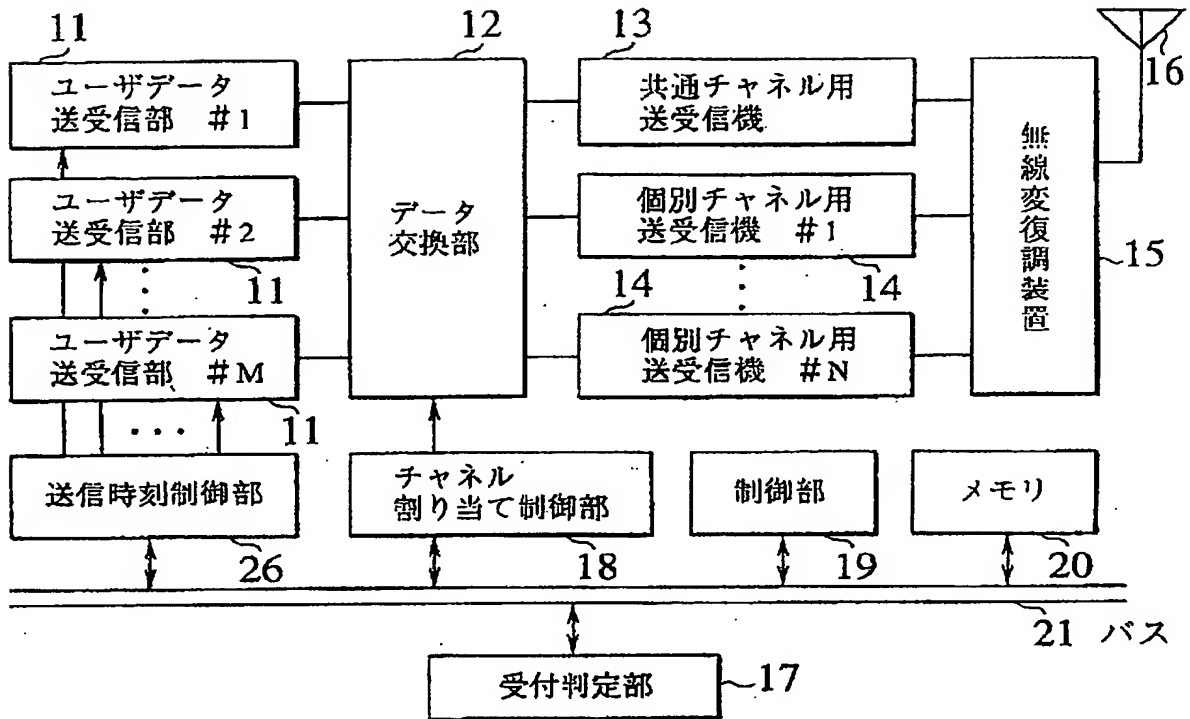 11
12
13
16
ユーザデータ
送受信部 #1
共通チャネル用
送受信機
無線変復調装置
15
ユーザデータ
送受信部 #2
11
データ
交換部
個別チャネル用
送受信機 #1
14
14
ユーザデータ
送受信部 #M
11
個別チャネル用
送受信機 #N
送信時刻制御部
26
チャネル
割り当て制御部
18
制御部
19
メモリ
20
21 バス
受付判定部
17